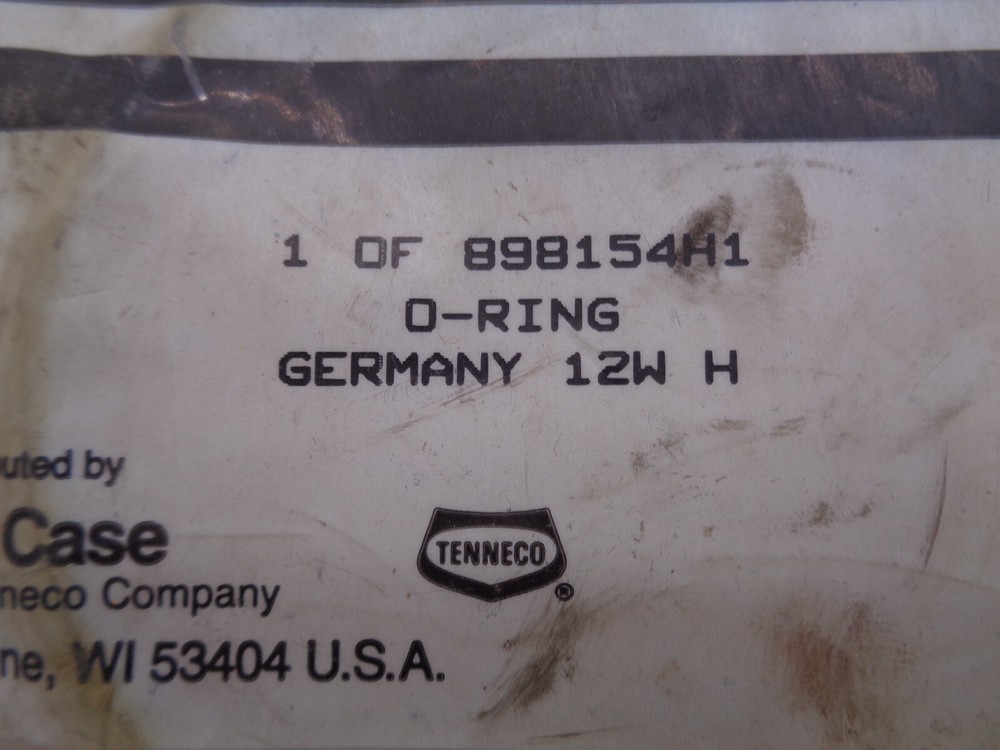 1 OF 898154H1
O-RING
GERMANY 12W H
uted by
Case
neco Company
ne, WI 53404 U.S.A.
TENNECO ®